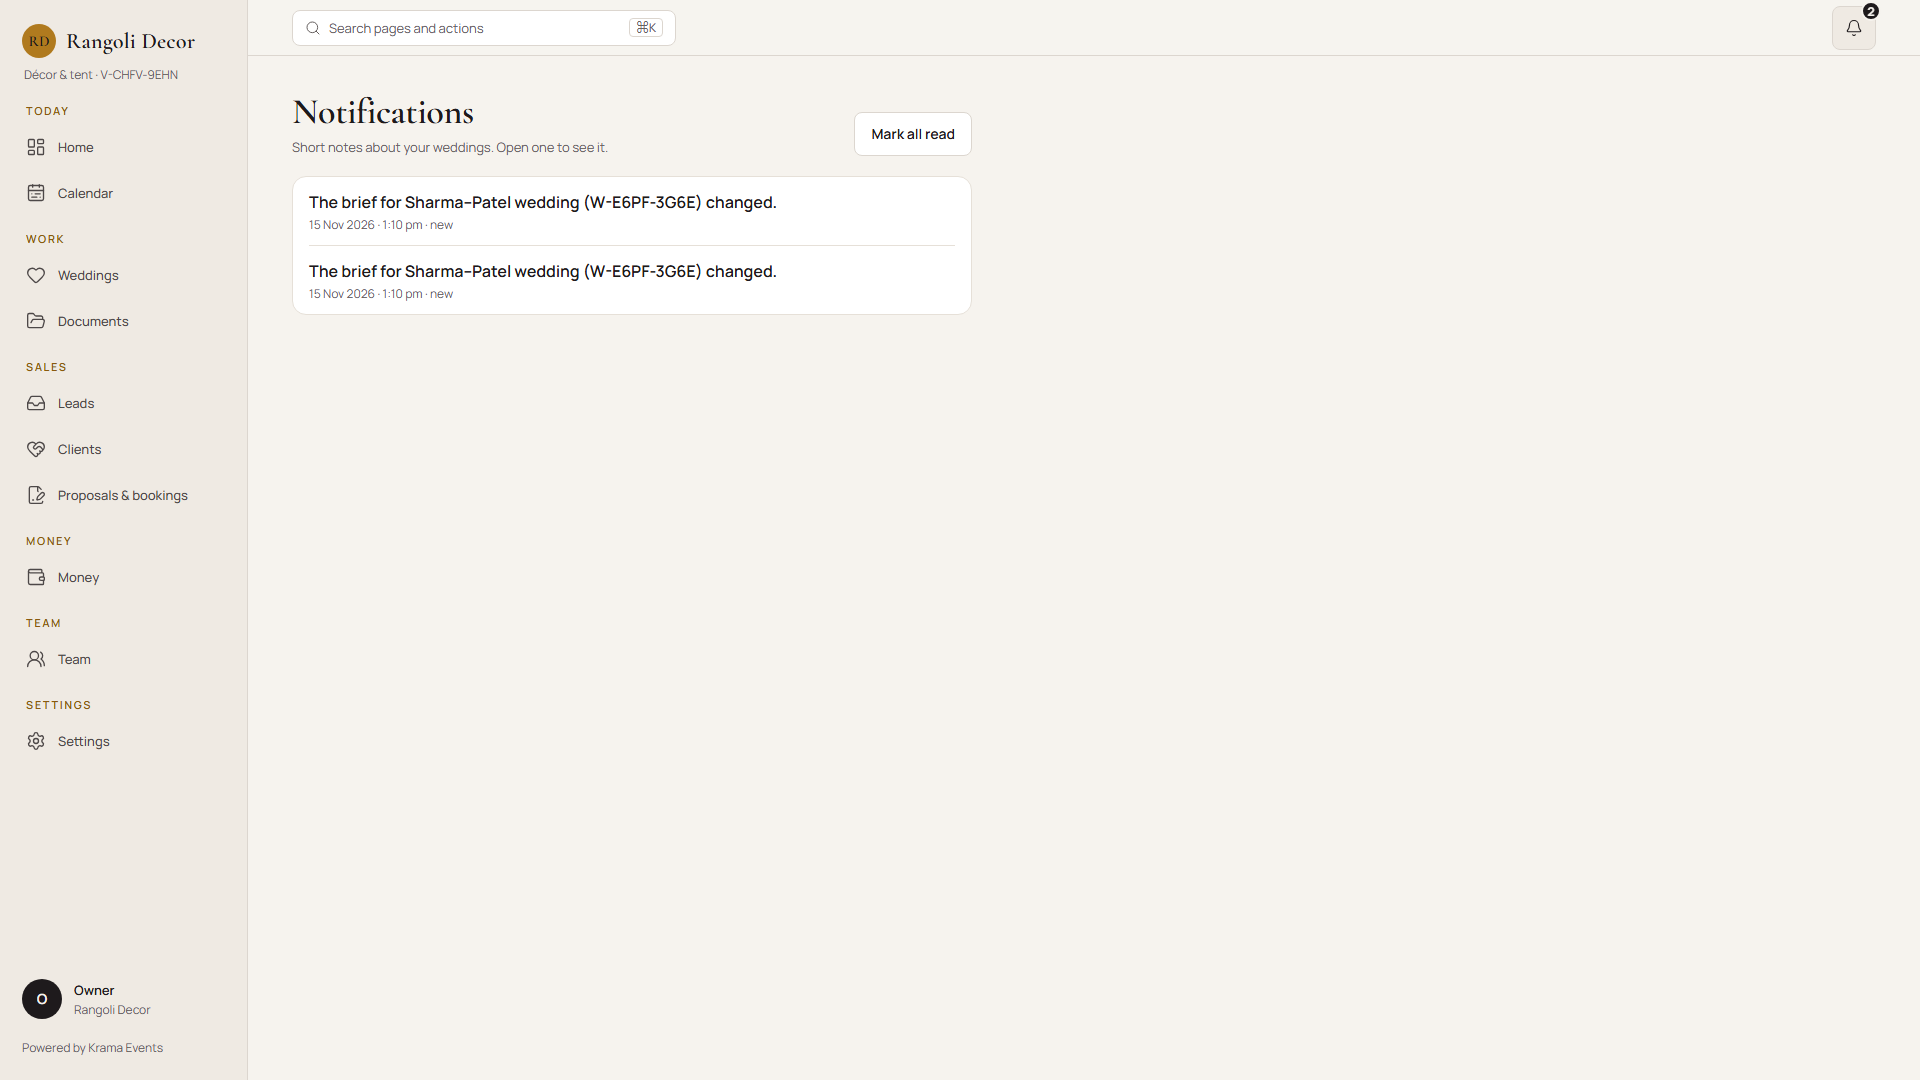 RD Rangoli Decor
Décor & tent · V-CHFV-9EHN
TODAY
Home
Calendar
WORK
Weddings
Documents
SALES
Leads
Clients
Proposals & bookings
MONEY
Money
TEAM
Team
SETTINGS
Settings
O
Owner
Rangoli Decor
Powered by Krama Events
Search pages and actions ⌘K
2
Notifications
Short notes about your weddings. Open one to see it.
Mark all read
The brief for Sharma–Patel wedding (W-E6PF-3G6E) changed.
15 Nov 2026 · 1:10 pm · new
The brief for Sharma–Patel wedding (W-E6PF-3G6E) changed.
15 Nov 2026 · 1:10 pm · new